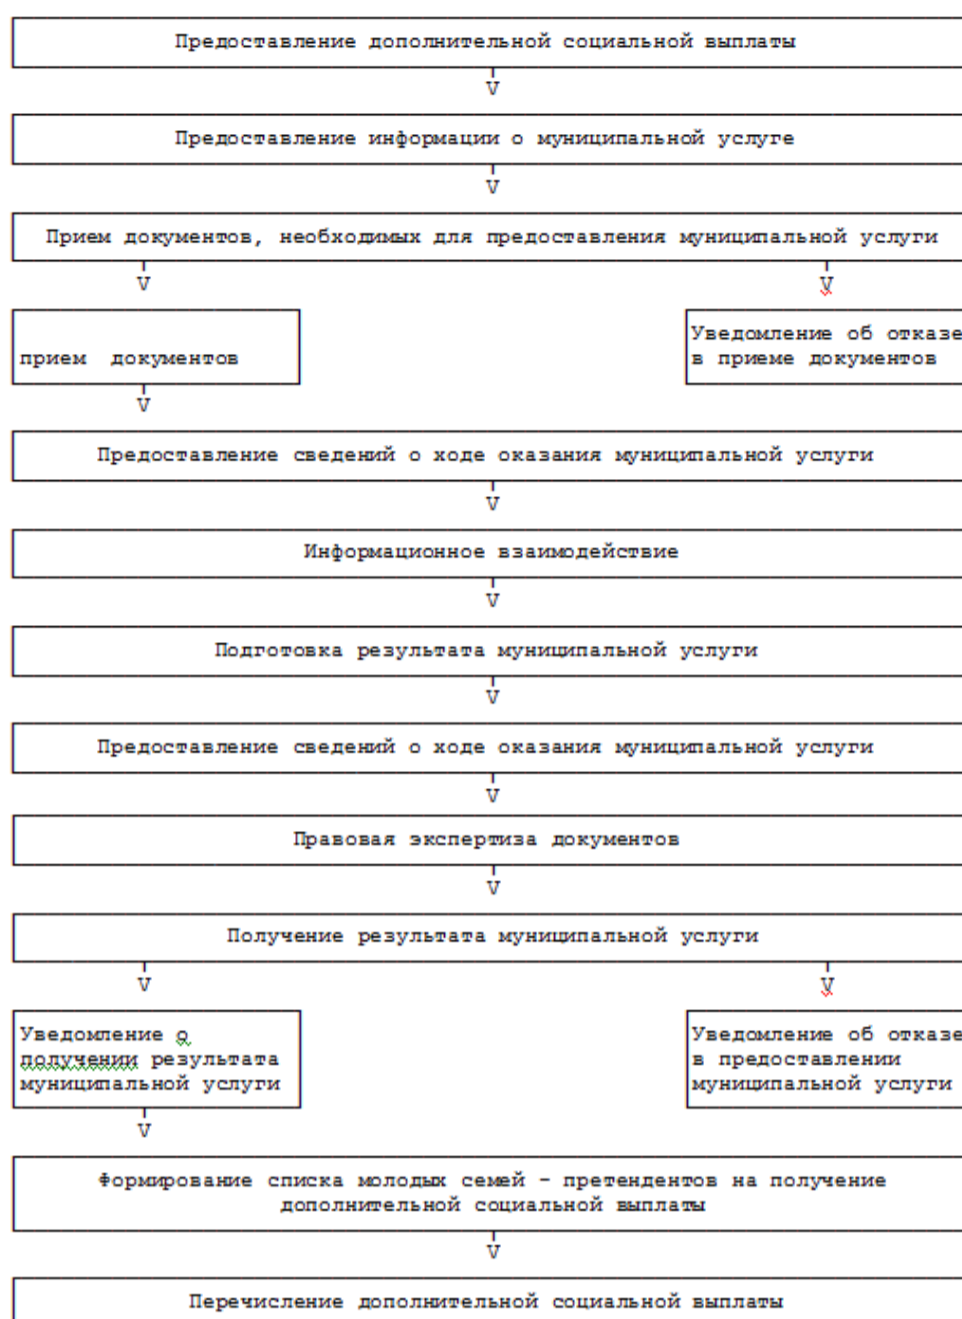 Предоставление дополнительной социальной выплаты
V
Предоставление информации о муниципальной услуге
V
Прием документов, необходимых для предоставления муниципальной услуги
V V
Уведомление об отказе
прием документов в приеме документов
V
Предоставление сведений о ходе оказания муниципальной услуги
V
Информационное взаимодействие
V
Подготовка результата муниципальной услуги
V
Предоставление сведений о ходе оказания муниципальной услуги
V
Правовая экспертиза документов
V
Получение результата муниципальной услуги
V V
Уведомление о
получении результата
муниципальной услуги
Уведомление об отказе
в предоставлении
муниципальной услуги
V
Формирование списка молодых семей - претендентов на получение
дополнительной социальной выплаты
V
Перечисление дополнительной социальной выплаты